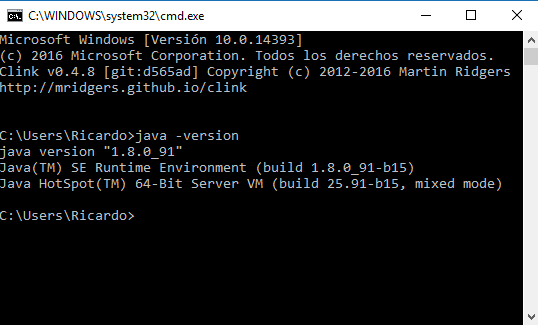 C:\WINDOWS\system32\cmd.exe
Microsoft Windows [Versión 10.0.14393]
(c) 2016 Microsoft Corporation. Todos los derechos reservados.
Clink v0.4.8 [git:d565ad] Copyright (c) 2012-2016 Martin Ridgers
http://mridgers.github.io/clink
C:\Users\Ricardo>java -version
java version "1.8.0_91"
Java(TM) SE Runtime Environment (build 1.8.0_91-b15)
Java HotSpot(TM) 64-Bit Server VM (build 25.91-b15, mixed mode)
C:\Users\Ricardo>